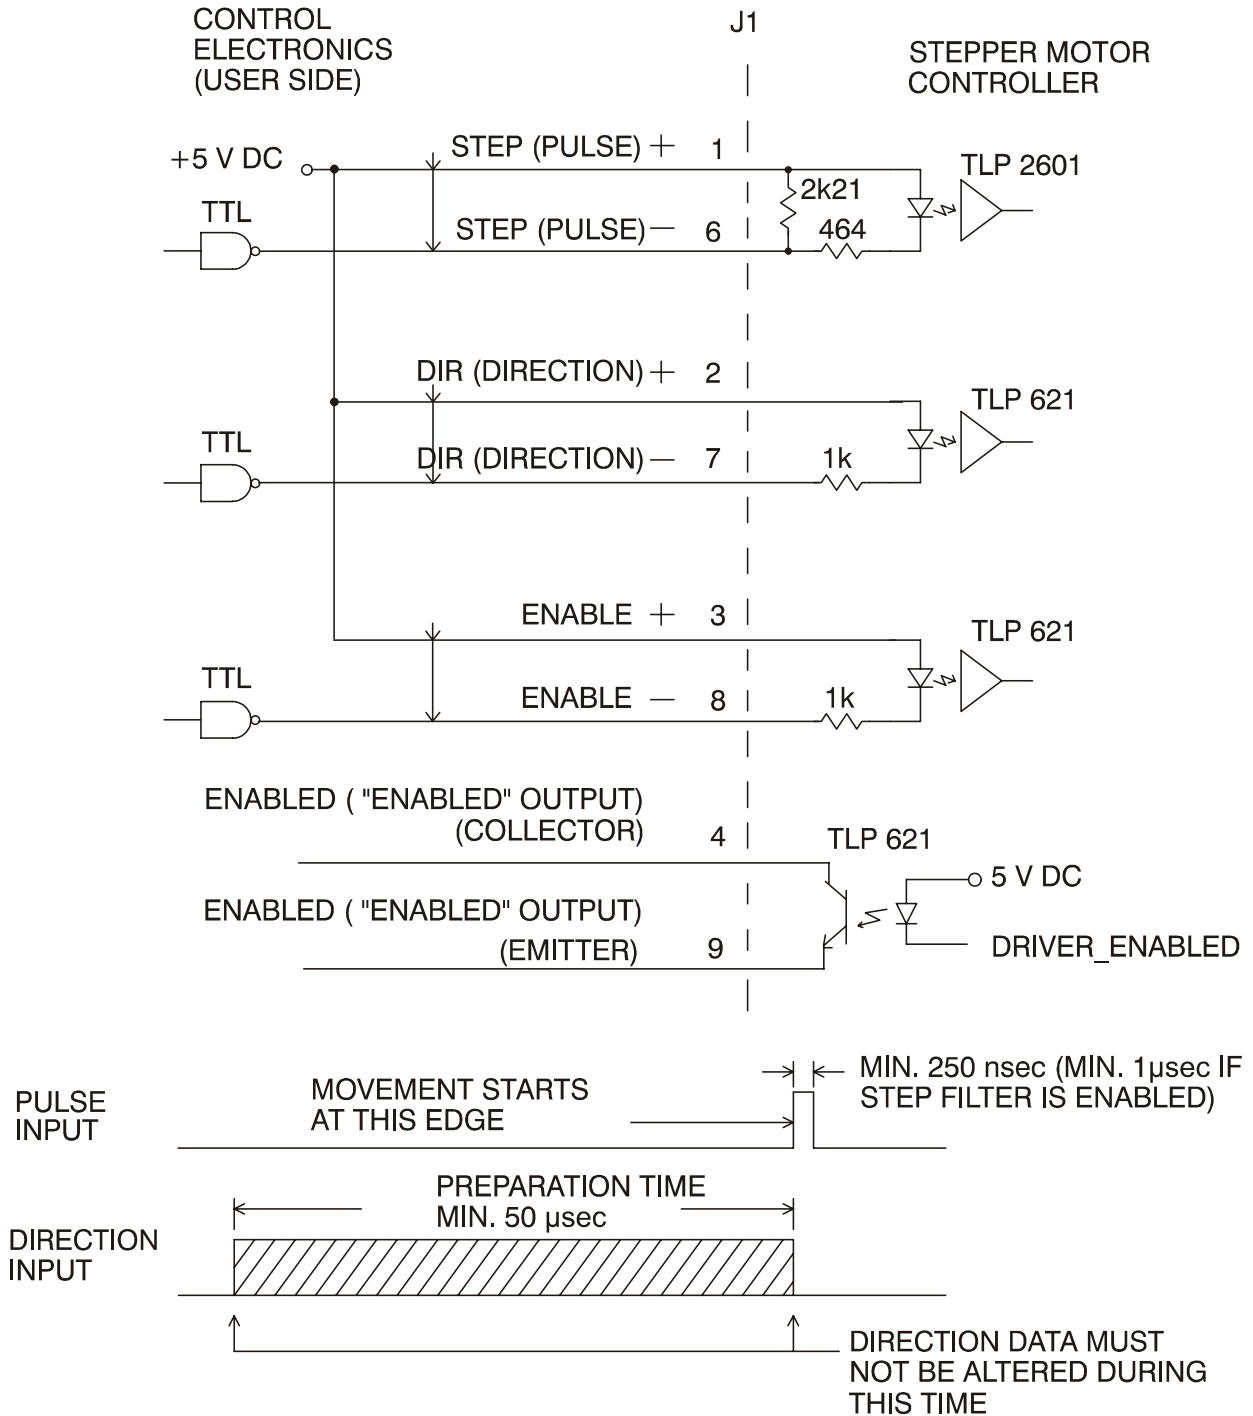 CONTROL
ELECTRONICS
(USER SIDE)
J1
STEPPER MOTOR
CONTROLLER
+5 V DC
STEP (PULSE) + 1
TLP 2601
2k21
TTL
STEP (PULSE) − 6
464
DIR (DIRECTION) + 2
TLP 621
TTL
DIR (DIRECTION) − 7
1k
ENABLE + 3
TLP 621
TTL
ENABLE − 8
1k
ENABLED ( "ENABLED" OUTPUT)
(COLLECTOR) 4
TLP 621
5 V DC
ENABLED ( "ENABLED" OUTPUT)
(EMITTER) 9
DRIVER_ENABLED
PULSE
INPUT
MOVEMENT STARTS
AT THIS EDGE
MIN. 250 nsec (MIN. 1µsec IF
STEP FILTER IS ENABLED)
PREPARATION TIME
MIN. 50 µsec
DIRECTION
INPUT
DIRECTION DATA MUST
NOT BE ALTERED DURING
THIS TIME